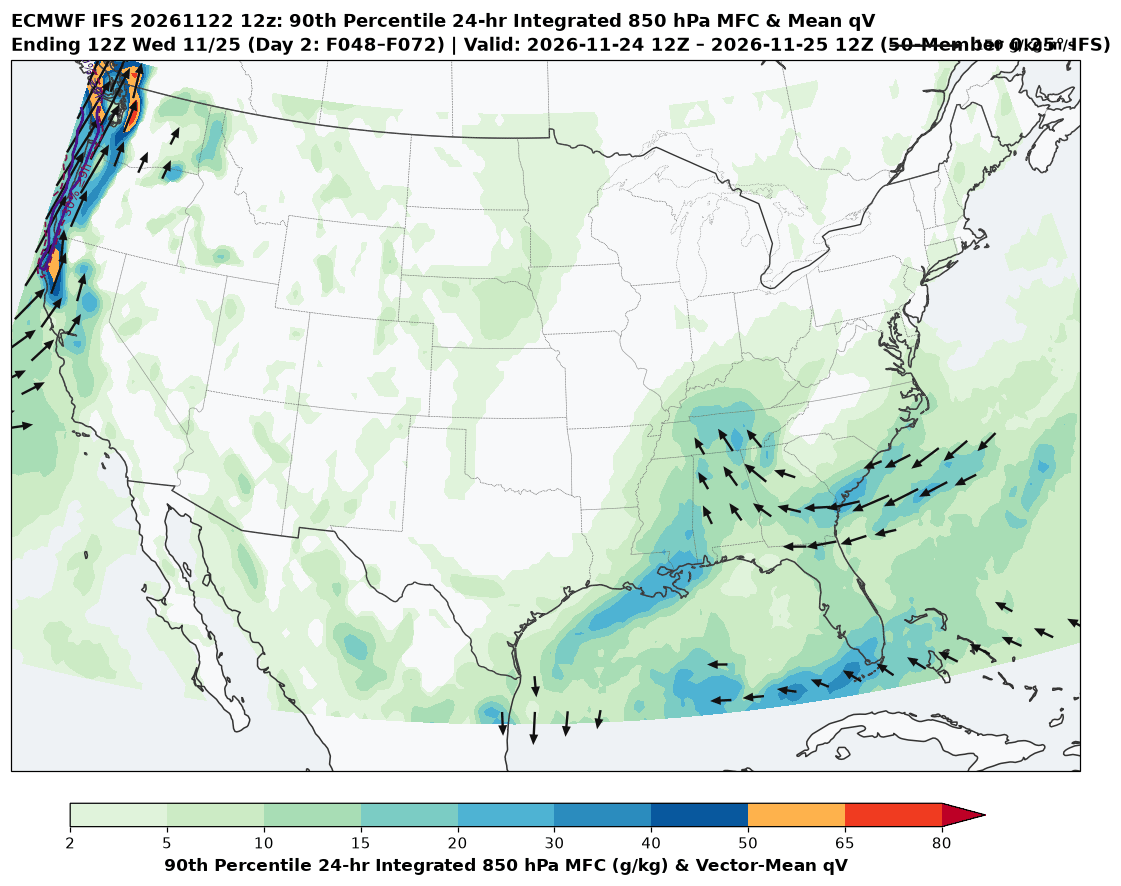 ECMWF IFS 20261122 12z: 90th Percentile 24-hr Integrated 850 hPa MFC & Mean qV
Ending 12Z Wed 11/25 (Day 2: F048–F072) | Valid: 2026-11-24 12Z – 2026-11-25 12Z (50-Member 0.25° IFS)
2 5 10 15 20 30 40 50 65 80
90th Percentile 24-hr Integrated 850 hPa MFC (g/kg) & Vector-Mean qV